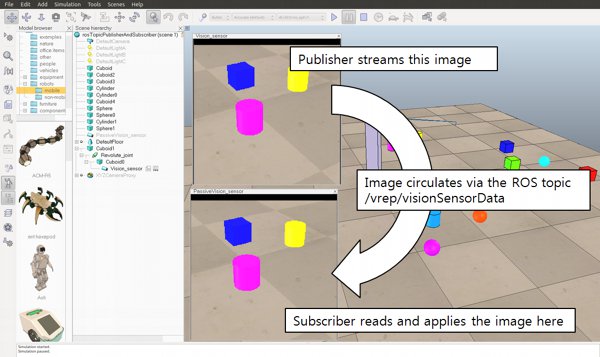 File Edit Add Simulation Tools Scenes Help
Model browser
examples
nature
office items
other
people
vehicles
equipment
robots
mobile
non-mobile
furniture
components
ACM-R5
ant hexapod
Asti
Scene hierarchy
rosTopicPublisherAndSubscriber (scene 1)
DefaultCamera
DefaultLightA
DefaultLightB
DefaultLightC
Cuboid
Cuboid2
Cuboid3
Cylinder
Cylinder0
Cuboid4
Sphere
Sphere0
Cylinder1
Sphere1
PassiveVision_sensor
DefaultFloor
Cuboid1
Revolute_joint
Cuboid0
Vision_sensor
XYZCameraProxy
Vision_sensor
Publisher streams this image
Image circulates via the ROS topic
/vrep/visionSensorData
PassiveVision_sensor
Subscriber reads and applies the image here
Simulation started.
Simulation paused.